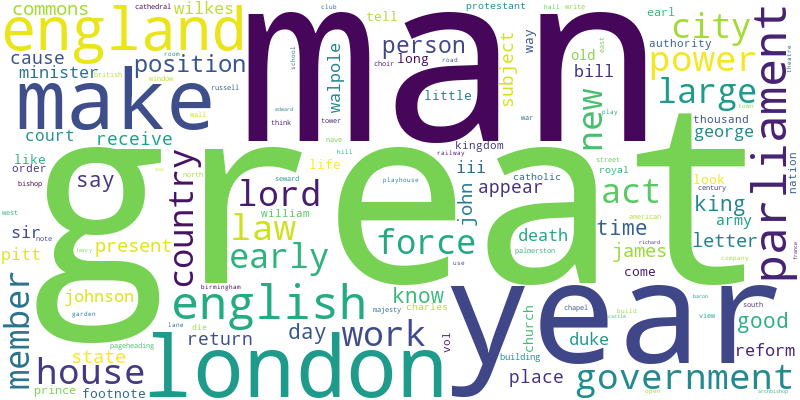 commons cathedral wilkes club protestant earl
england man tell person hall write city
cause position long subject way old authority
minister room school choir road walpole bill east power theatre
british window russell little large parliament
make edward think war play new thousand town
court wall tower nave kingdom george
receive great street
like hill railway iii catholic royal look nation
order say north seward life appear act century
bishop country lord playhouse john king american
west william law death time army
sir note henry present early force palmerston james letter richard france
pitt know use come company
johnson birmingham majesty charles year baron south
garden english chapel build view
member lane die day work vol church duke seattle good
pageheading return building reform
state house london place government
prince footnote open archbishop